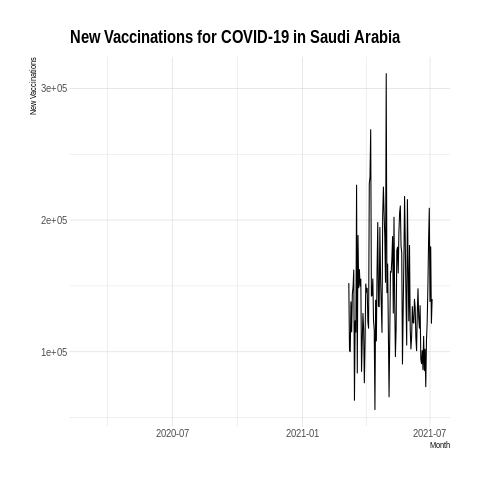 New Vaccinations for COVID-19 in Saudi Arabia
New Vaccinations
3e+05
2e+05
1e+05
2020-07
2021-01
2021-07
Month